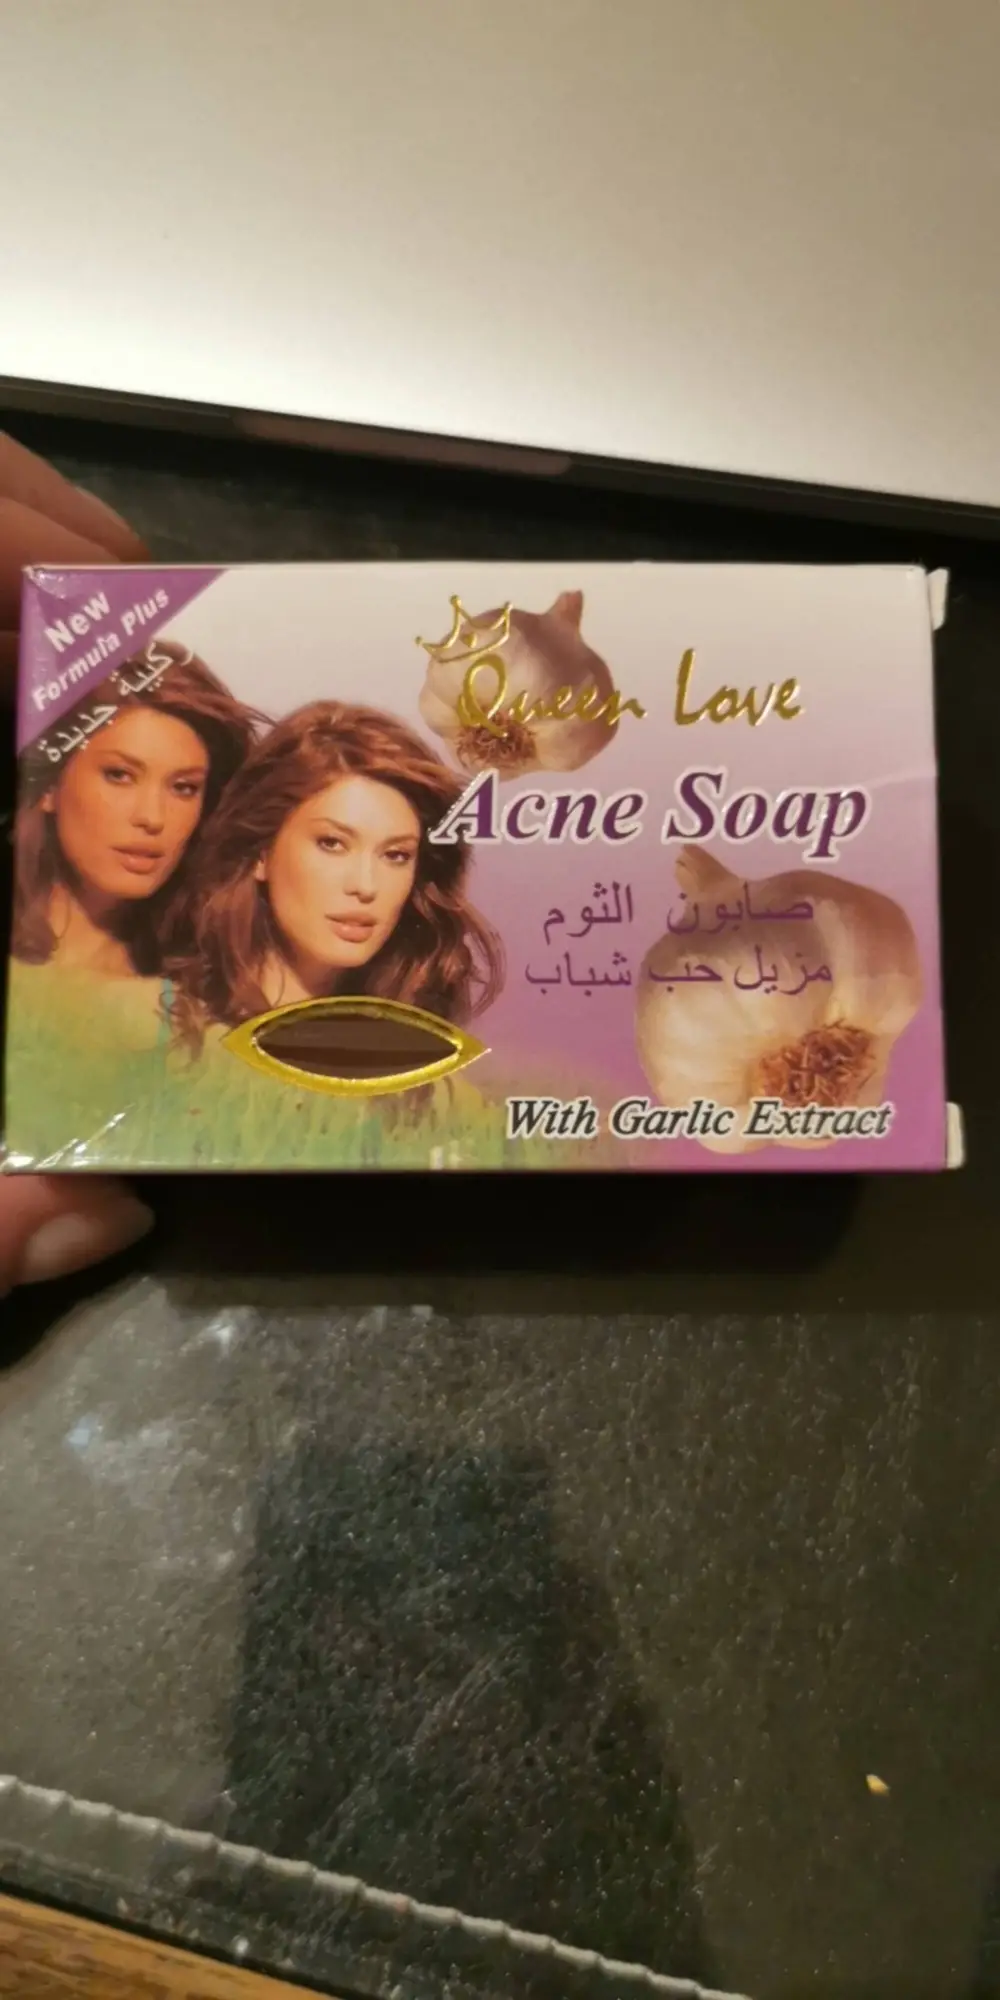 New
Formula Plus
تركيبة جديدة
Queen Love
Acne Soap
صابون الثوم
مزيل حب شباب
With Garlic Extract